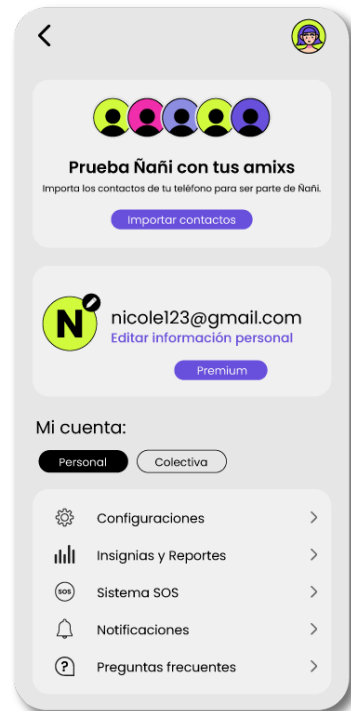 Prueba Ñañi con tus amixs
Importa los contactos de tu teléfono para ser parte de Ñañi.
Importar contactos
N
nicole123@gmail.com
Editar información personal
Premium
Mi cuenta:
Personal
Colectiva
Configuraciones
Insignias y Reportes
SOS
Sistema SOS
Notificaciones
?
Preguntas frecuentes